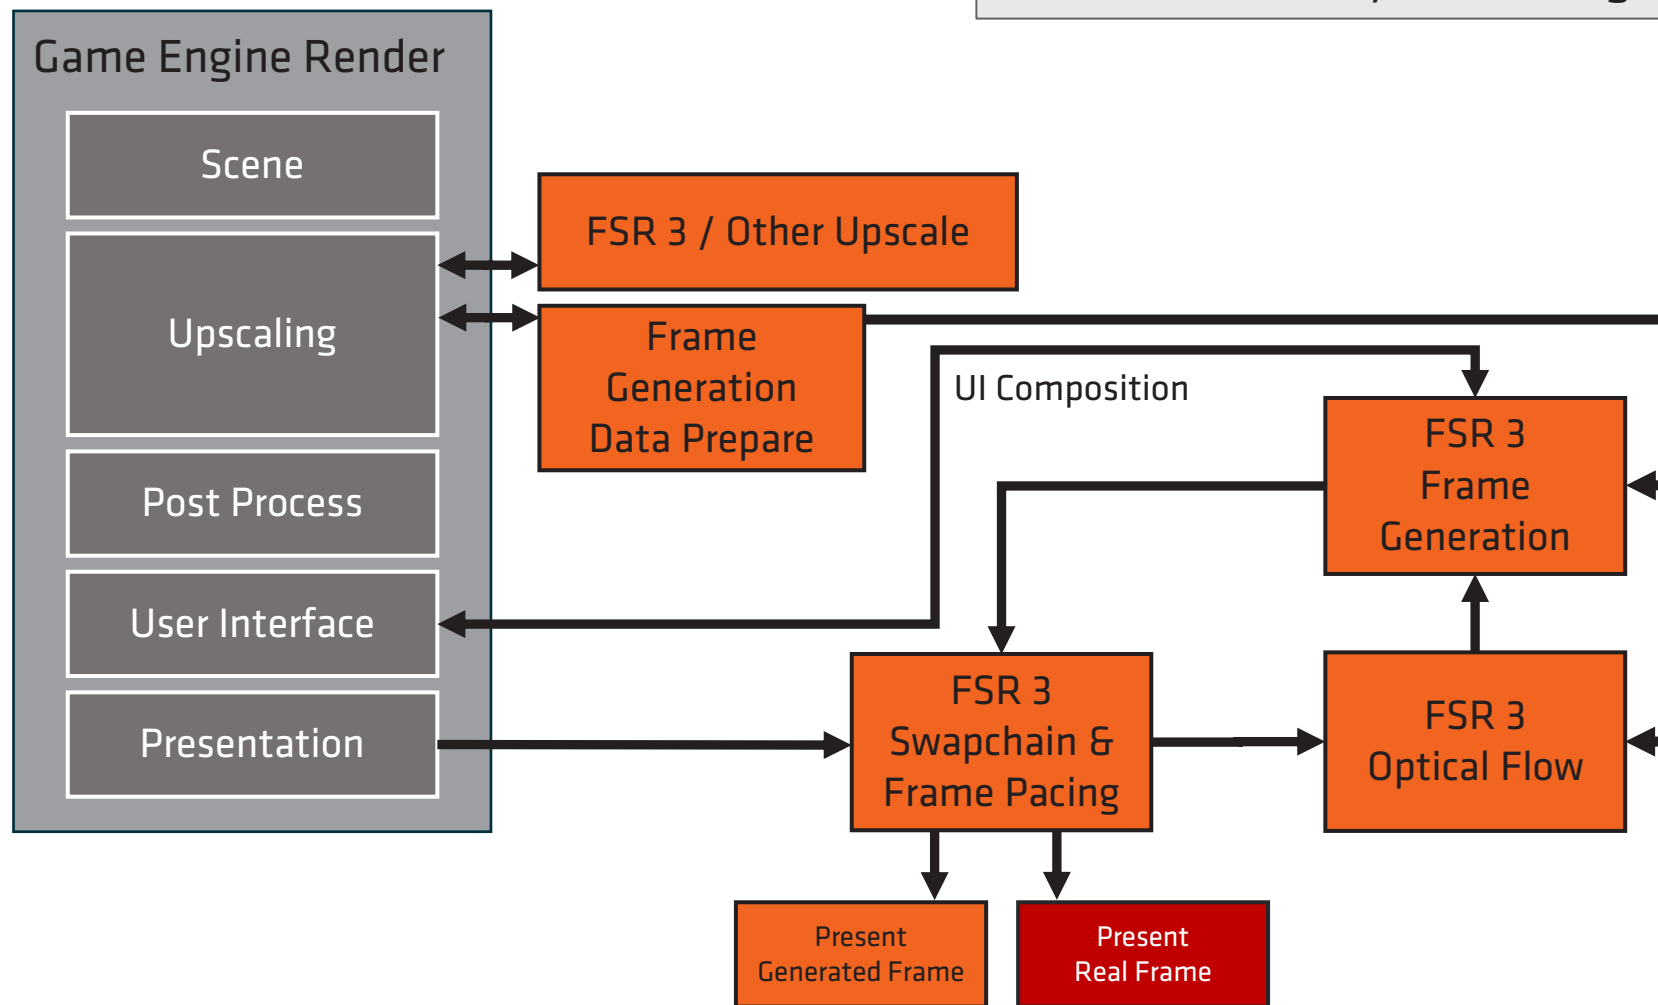 Game Engine Render
Scene
FSR 3 / Other Upscale
Upscaling
Frame
Generation
Data Prepare
UI Composition
FSR 3
Frame
Generation
Post Process
User Interface
Presentation
FSR 3
Swapchain &
Frame Pacing
FSR 3
Optical Flow
Present
Generated Frame
Present
Real Frame